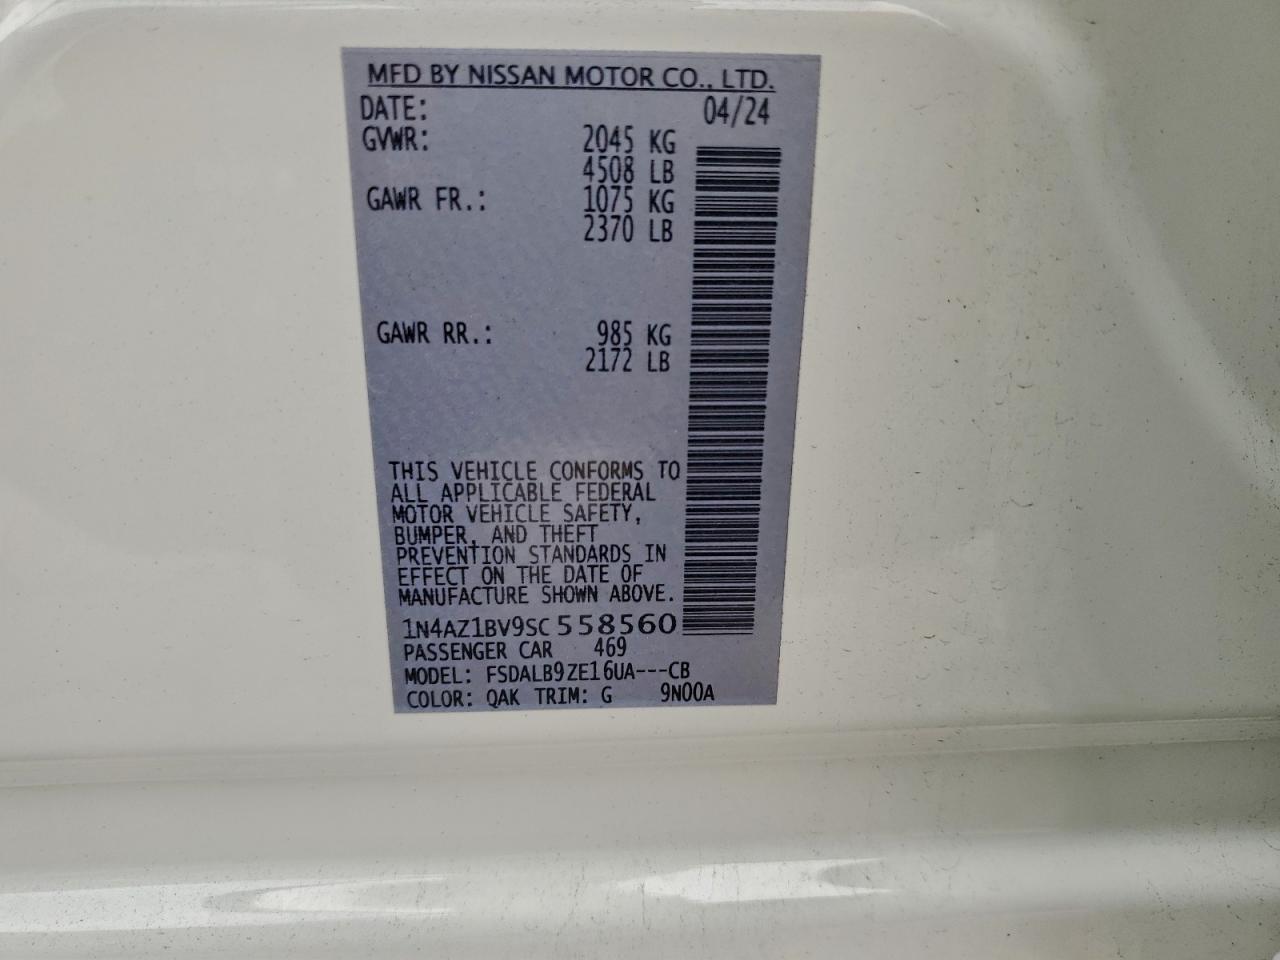 MFD BY NISSAN MOTOR CO., LTD.
DATE: 04/24
GVWR: 2045 KG
4508 LB
GAWR FR.: 1075 KG
2370 LB
GAWR RR.: 985 KG
2172 LB
THIS VEHICLE CONFORMS TO
ALL APPLICABLE FEDERAL
MOTOR VEHICLE SAFETY,
BUMPER, AND THEFT
PREVENTION STANDARDS IN
EFFECT ON THE DATE OF
MANUFACTURE SHOWN ABOVE.
1N4AZ1BV9SC558560
PASSENGER CAR 469
MODEL: FSDALB9ZE16UA---CB
COLOR: QAK TRIM: G 9N00A